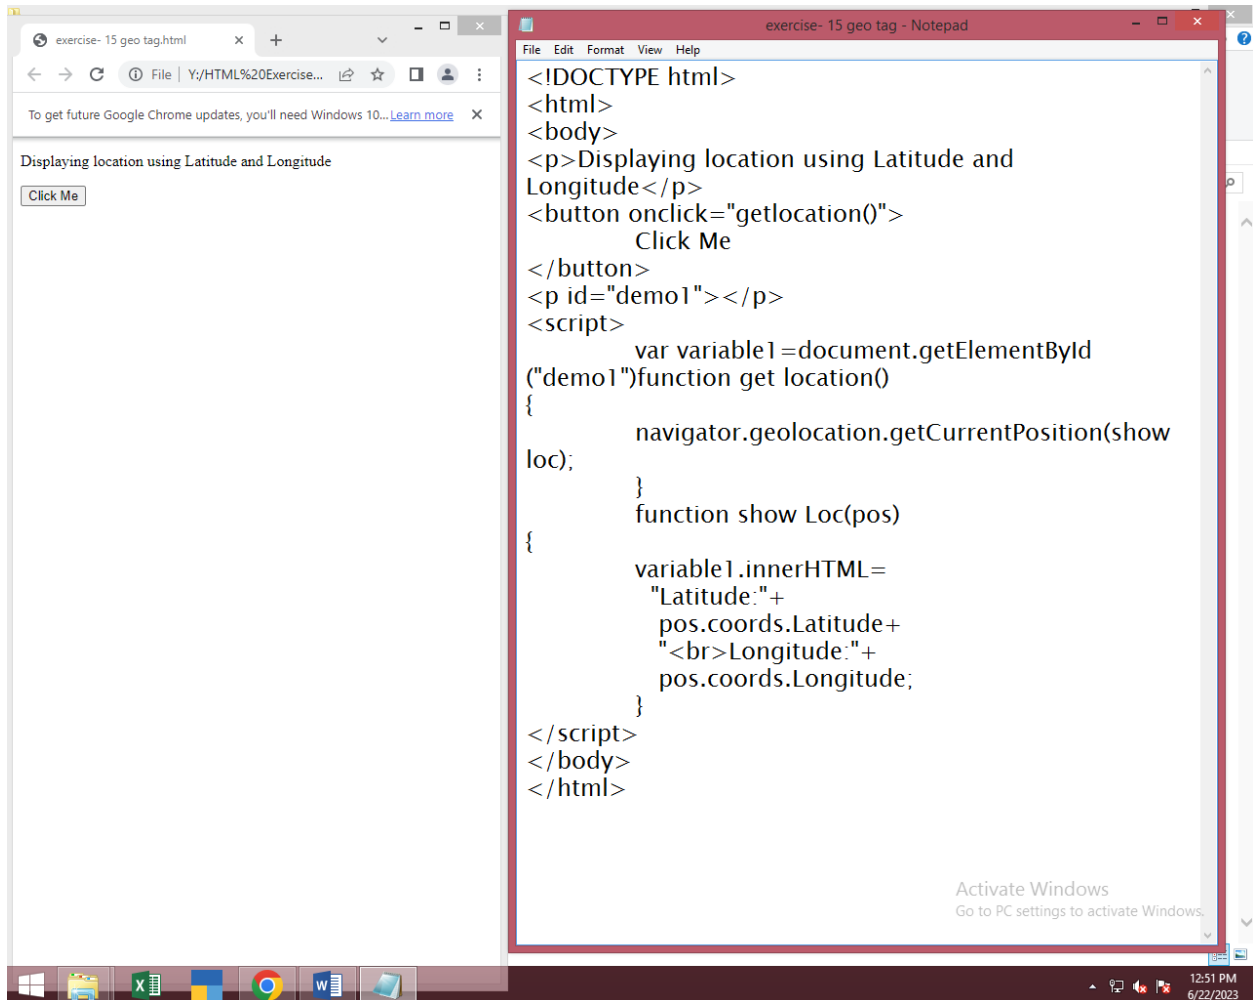 exercise- 15 geo tag.html
File | Y:/HTML%20Exercise...
To get future Google Chrome updates, you'll need Windows 10... Learn more
Displaying location using Latitude and Longitude
Click Me
exercise- 15 geo tag - Notepad
File Edit Format View Help
<!DOCTYPE html>
<html>
<body>
<p>Displaying location using Latitude and
Longitude</p>
<button onclick="getlocation()">
Click Me
</button>
<p id="demo1"></p>
<script>
var variable1=document.getElementById
("demo1")function get location()
{
navigator.geolocation.getCurrentPosition(show
loc);
}
function show Loc(pos)
{
variable1.innerHTML=
"Latitude:"+
pos.coords.Latitude+
"<br>Longitude:"+
pos.coords.Longitude;
}
</script>
</body>
</html>
Activate Windows
Go to PC settings to activate Windows.
12:51 PM
6/22/2023